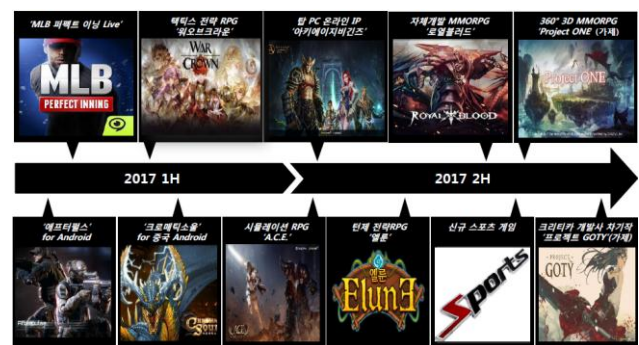 'MLB 퍼펙트 이닝 Live'
MLB
PERFECT INNING
택틱스 전략 RPG
'워오브크라운'
WAR
CROWN
탑 PC 온라인 IP
'아키에이지비긴즈'
자체개발 MMORPG
'로열블러드'
ROYAL BLOOD
360° 3D MMORPG
'Project ONE' (가제)
Project ONE
2017 1H
2017 2H
'애프터펄스'
for Android
Afterpulse
'크로매틱소울'
for 중국 Android
시뮬레이션 RPG
'A.C.E.'
턴제 전략RPG
'엘룬'
엘룬
ElunE
신규 스포츠 게임
Sports
크리티카 개발사 차기작
'프로젝트 GOTY'(가제)
PROJECT
GOTY